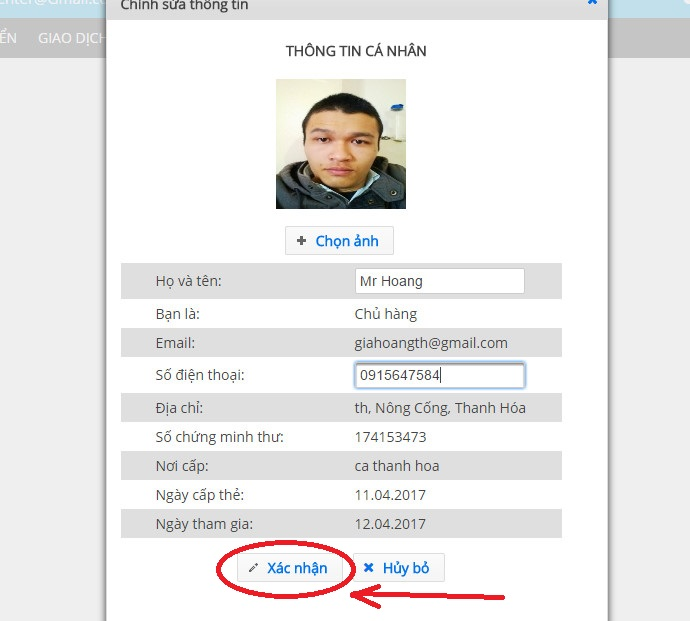 enter@Gmail.co
Chỉnh sửa thông tin
ỂN GIAO DỊCH
THÔNG TIN CÁ NHÂN
Chọn ảnh
Họ và tên: Mr Hoang
Bạn là: Chủ hàng
Email: giahoangth@gmail.com
Số điện thoại: 0915647584
Địa chỉ: th, Nông Cống, Thanh Hóa
Số chứng minh thư: 174153473
Nơi cấp: ca thanh hoa
Ngày cấp thẻ: 11.04.2017
Ngày tham gia: 12.04.2017
Xác nhận Hủy bỏ